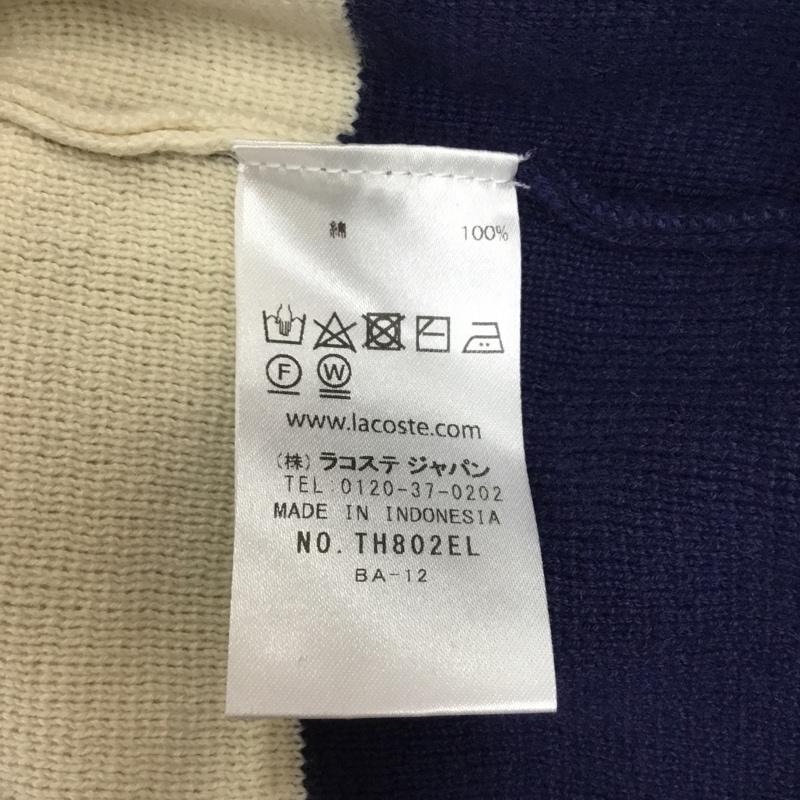 綿 100%
F W
www.lacoste.com
(株) ラコステ ジャパン
TEL:0120-37-0202
MADE IN INDONESIA
NO. TH802EL
BA-12